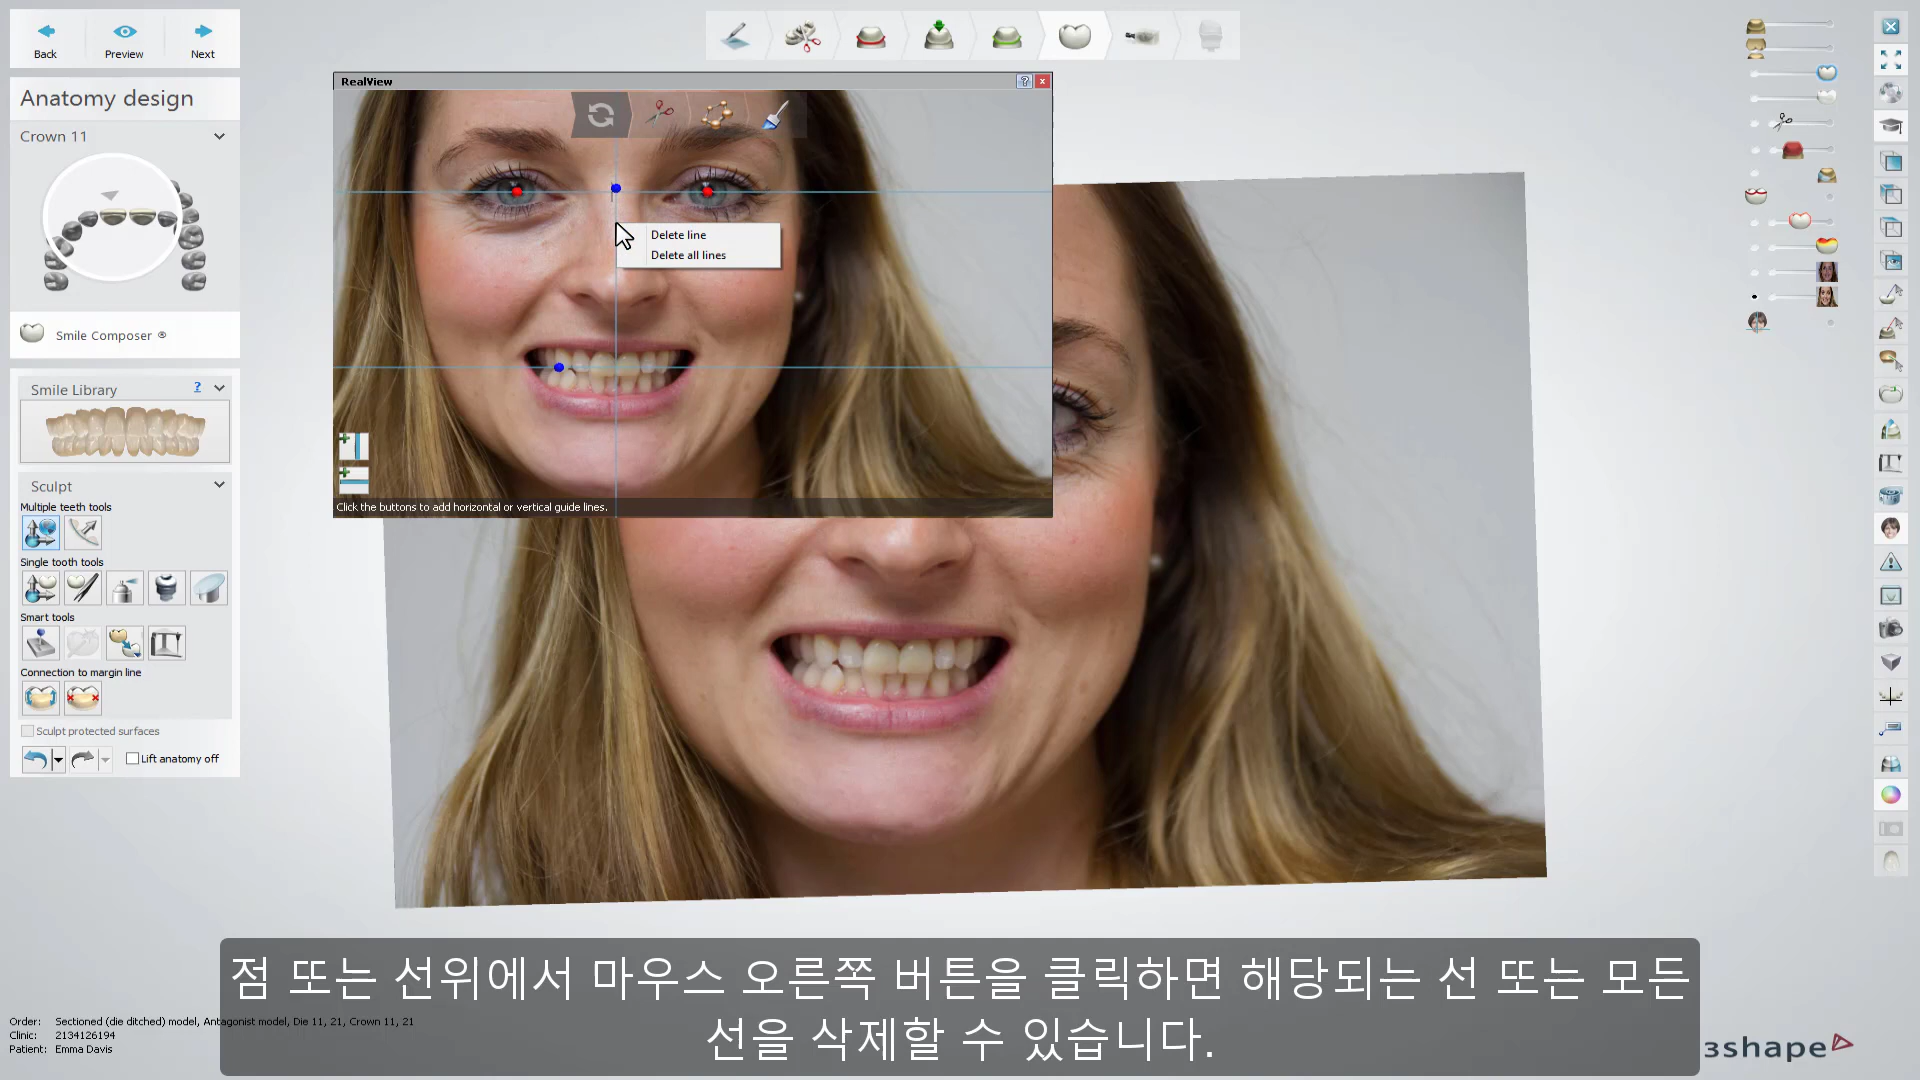 Back
Preview
Next
Anatomy design
Crown 11
Smile Composer ®
Smile Library
?
Sculpt
Multiple teeth tools
Single tooth tools
Smart tools
Connection to margin line
Sculpt protected surfaces
Lift anatomy off
RealView
Delete line
Delete all lines
Click the buttons to add horizontal or vertical guide lines.
점 또는 선위에서 마우스 오른쪽 버튼을 클릭하면 해당되는 선 또는 모든
선을 삭제할 수 있습니다.
Order: Sectioned (die ditched) model, Antagonist model, Die 11, 21, Crown 11, 21
Clinic: 2134126194
Patient: Emma Davis
3shape